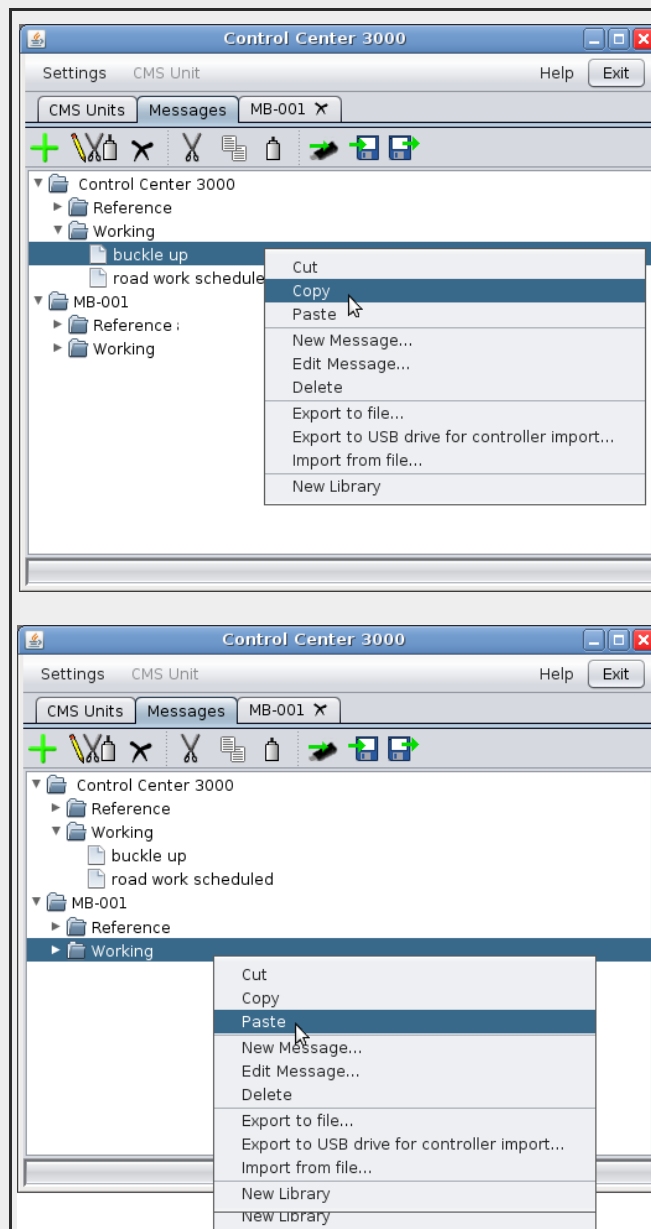 Control Center 3000
Settings CMS Unit Help Exit
CMS Units Messages MB-001
Control Center 3000
Reference
Working
buckle up
road work schedule
MB-001
Reference
Working
Cut
Copy
Paste
New Message...
Edit Message...
Delete
Export to file...
Export to USB drive for controller import...
Import from file...
New Library
Control Center 3000
Settings CMS Unit Help Exit
CMS Units Messages MB-001
Control Center 3000
Reference
Working
buckle up
road work scheduled
MB-001
Reference
Working
Cut
Copy
Paste
New Message...
Edit Message...
Delete
Export to file...
Export to USB drive for controller import...
Import from file...
New Library
New Library